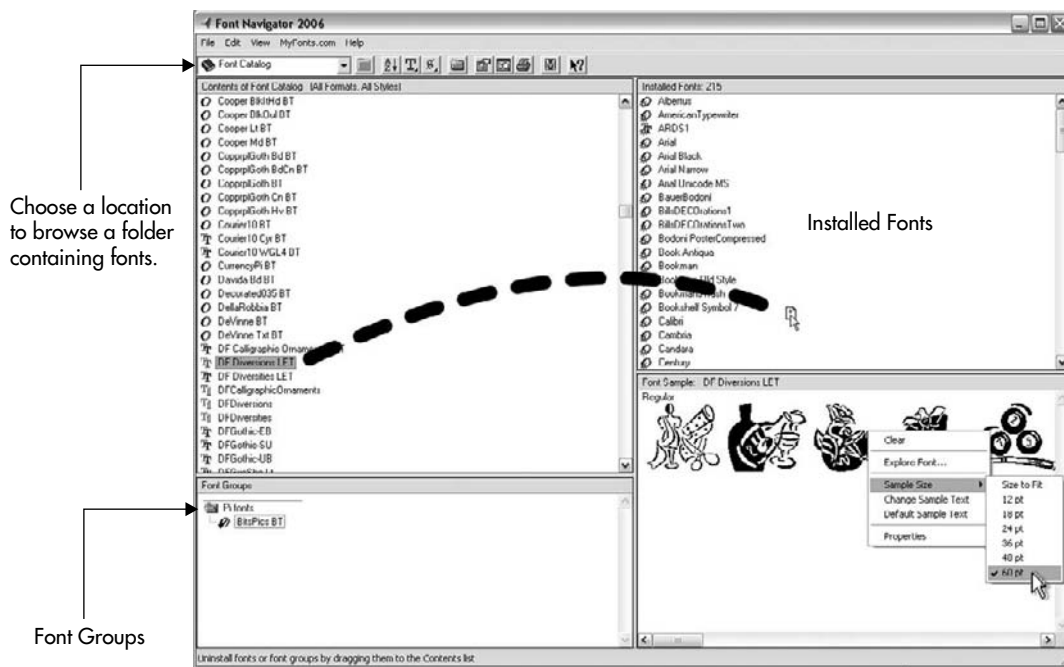 Font Navigator 2006
File Edit View MyFonts.com Help
Font Catalog
Contents of Font Catalog (All Formats, All Styles)
Cooper BlkItHd BT
Cooper BlkOul BT
Cooper Lt BT
Cooper Md BT
CopprplGoth Bd BT
CopprplGoth BdCn BT
CopprplGoth BT
CopprplGoth Cn BT
CopprplGoth Hv BT
Courier10 BT
Courier10 Cyr BT
Courier10 WGL4 BT
CurrencyPi BT
Davida Bd BT
Decorated035 BT
DellaRobbia BT
DeVinne BT
DeVinne Txt BT
DF Calligraphic
DF Diversions LET
DF Diversities LET
DFCalligraphicOrnaments
DFDiversions
DFDiversities
DFGothic-EB
DFGothic-SU
DFGothic-UB
Installed Fonts: 215
Albertus
AmericanTypewriter
ARDS1
Arial
Arial Black
Arial Narrow
Arial Unicode MS
BauerBodoni
BillsDECOrations1
BillsDECOrationsTwo
Bodoni PosterCompressed
Book Antiqua
Bookman
Bookman Old Style
Bookshelf Symbol 7
Calibri
Cambria
Candara
Century
Installed Fonts
Choose a location
to browse a folder
containing fonts.
Font Groups
Pi fonts
BitsPics BT
Font Groups
Font Sample: DF Diversions LET
Regular
Clear
Explore Font...
Sample Size
Change Sample Text
Default Sample Text
Properties
Size to Fit
12 pt
18 pt
24 pt
36 pt
48 pt
60 pt
Uninstall fonts or font groups by dragging them to the Contents list